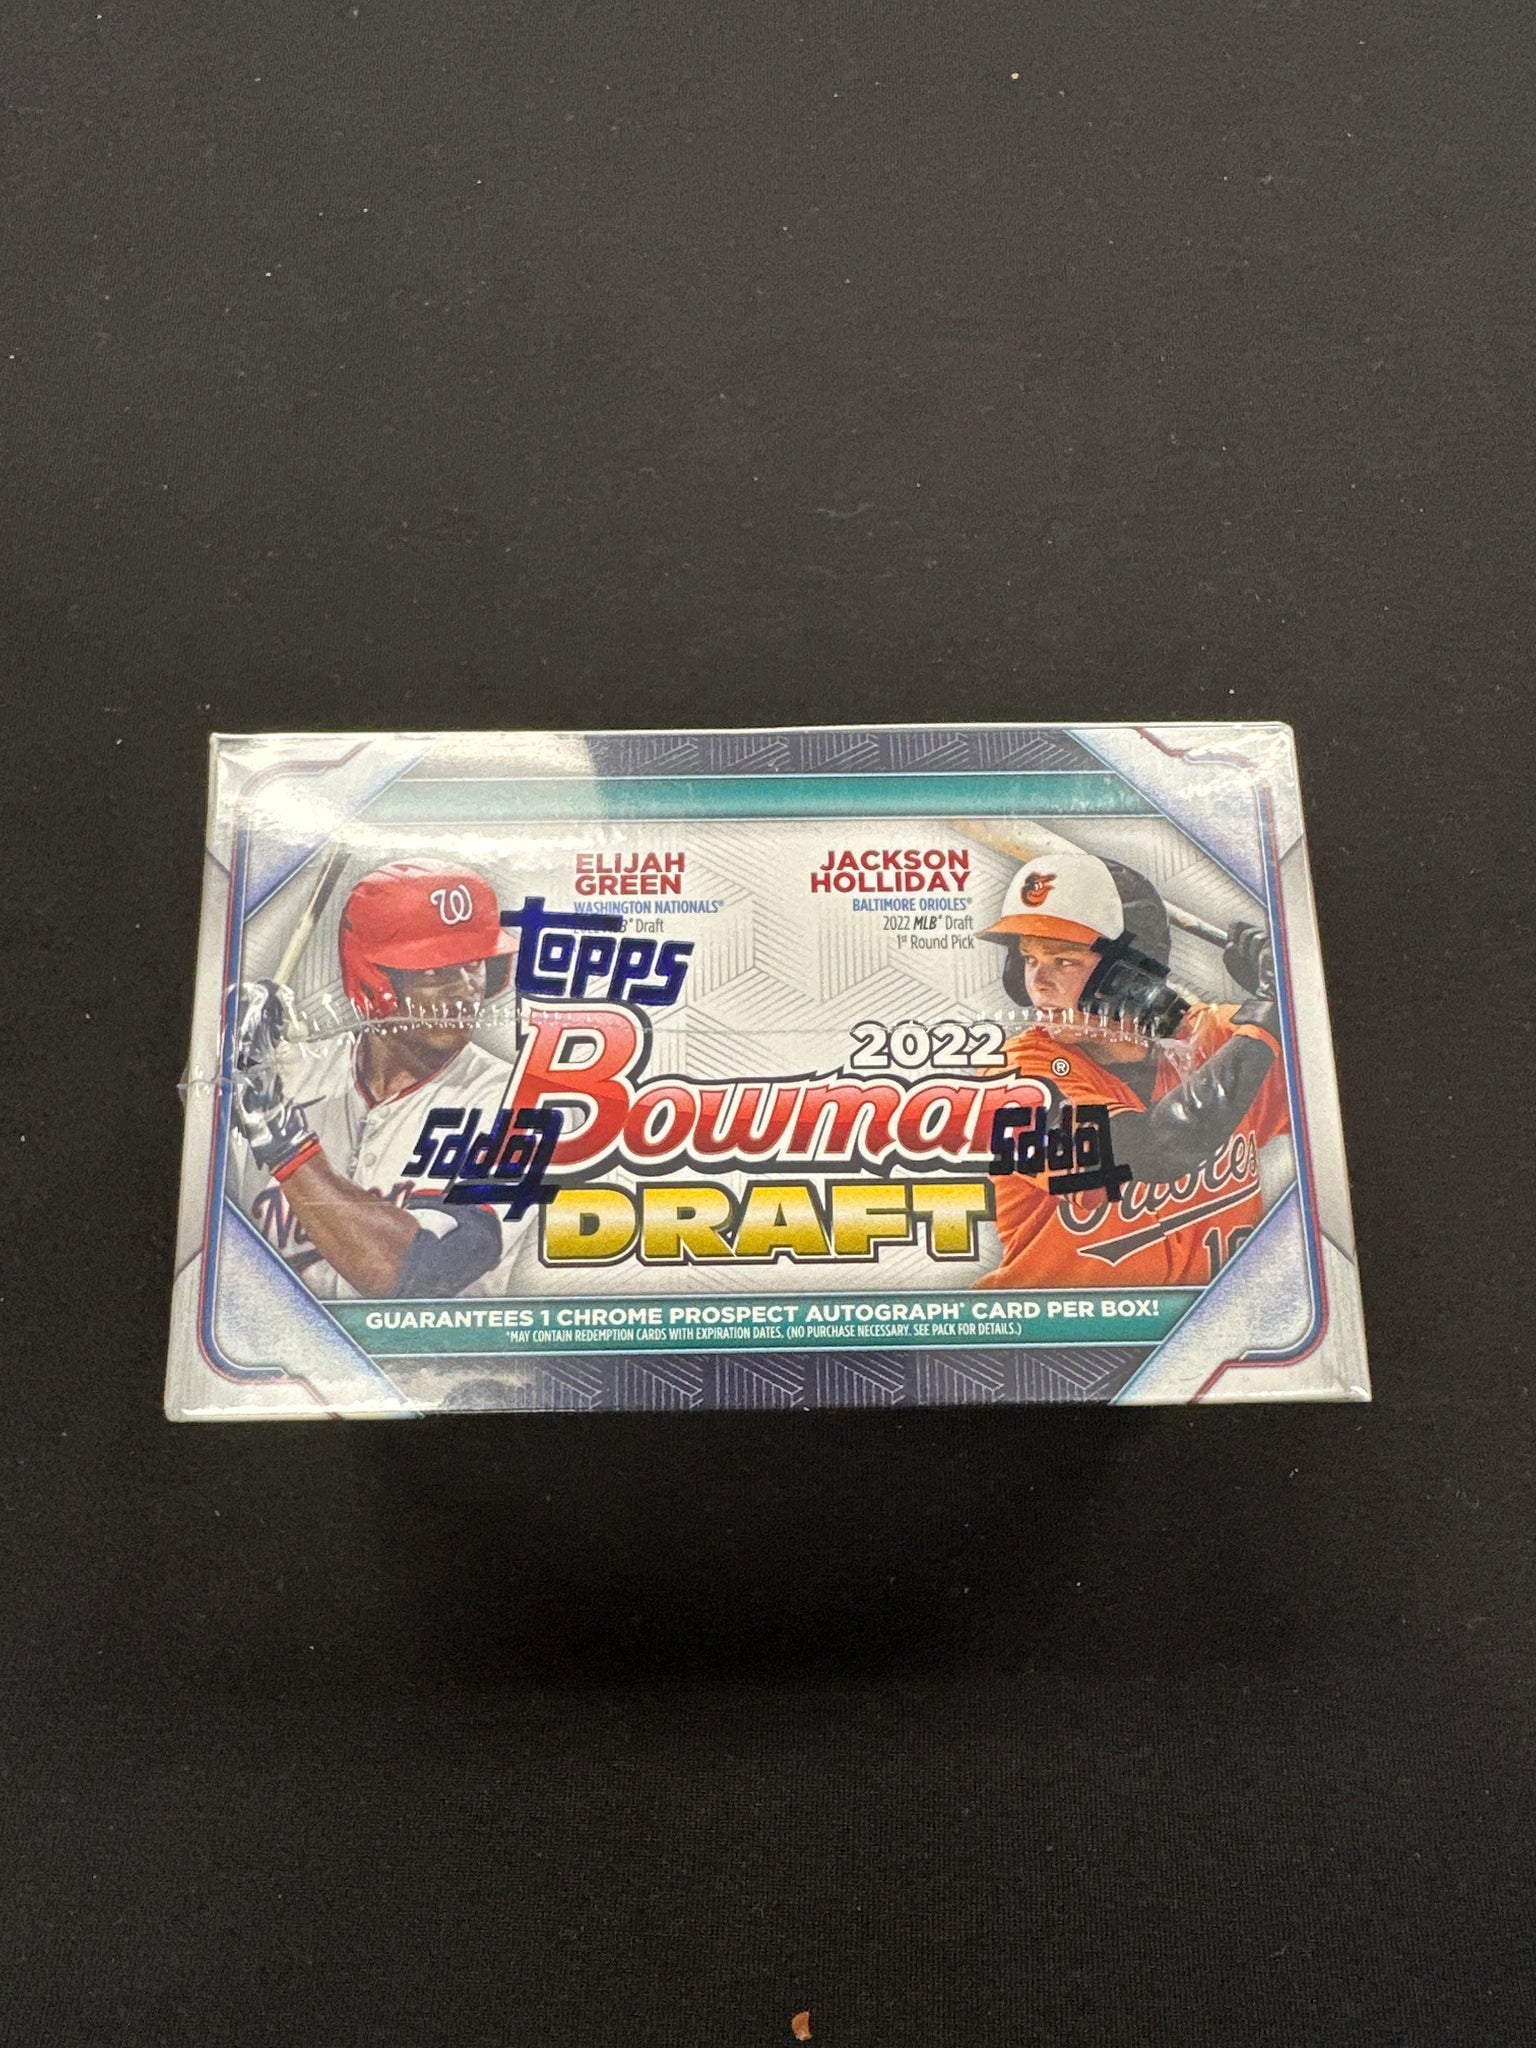 ELIJAH
GREEN
WASHINGTON NATIONALS®
Draft
JACKSON
HOLLIDAY
BALTIMORE ORIOLES®
2022 MLB® Draft
1st Round Pick
topps
2022
Bowman®
topps
topps
DRAFT
Orioles
10
GUARANTEES 1 CHROME PROSPECT AUTOGRAPH* CARD PER BOX!
*MAY CONTAIN REDEMPTION CARDS WITH EXPIRATION DATES. (NO PURCHASE NECESSARY. SEE PACK FOR DETAILS.)
W